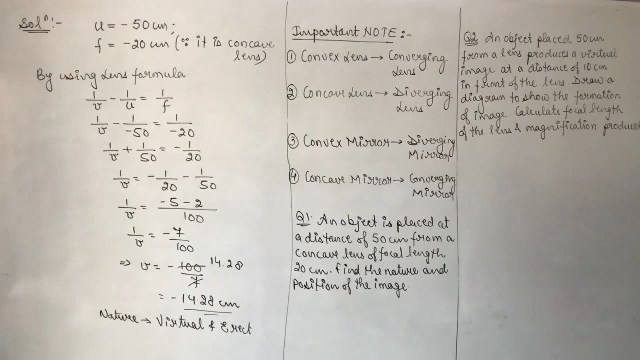 Solⁿ:- u = -50 cm;
f = -20 cm (∵ it is concave lens)
By using Lens formula
1/v - 1/u = 1/f
1/v - 1/-50 = 1/-20
1/v + 1/50 = -1/20
1/v = -1/20 - 1/50
1/v = -5-2/100
1/v = -7/100
⇒ v = -100/7 14.28
= -14.28 cm
Nature → Virtual & Erect
Important NOTE:
① Convex Lens → Converging
Lens
② Concave Lens → Diverging
Lens
③ Convex Mirror → Diverging
Mirror
④ Concave Mirror → Converging
Mirror
Q1. An object is placed at
a distance of 50cm from a
concave lens of focal length
20 cm. Find the nature and
position of the image.
Q2 An object placed 50cm
from a lens produces a virtual
image at a distance of 10cm
in front of the lens Draw a
diagram to show the formation
of image. Calculate focal length
of the lens & magnification produced